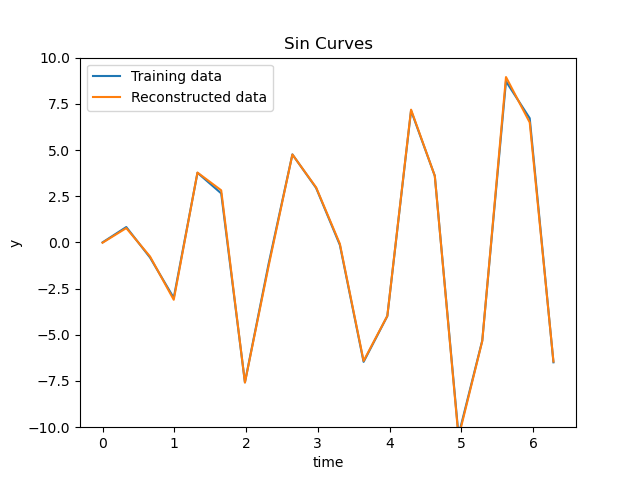 Sin Curves
Training data
Reconstructed data
10.0
7.5
5.0
2.5
0.0
−2.5
−5.0
−7.5
−10.0
y
0 1 2 3 4 5 6
time